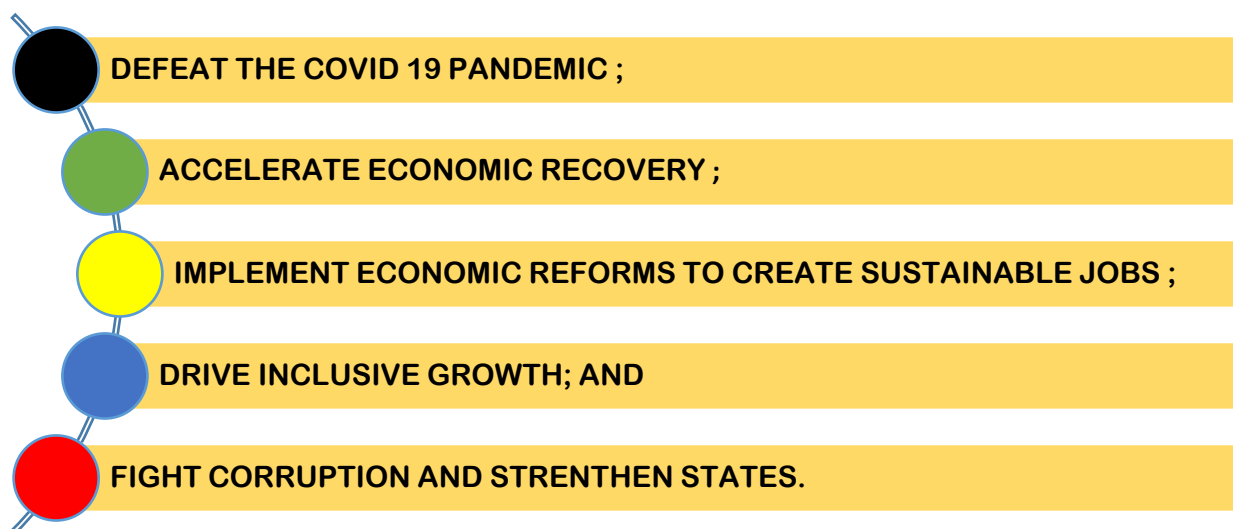 DEFEAT THE COVID 19 PANDEMIC ;
ACCELERATE ECONOMIC RECOVERY ;
IMPLEMENT ECONOMIC REFORMS TO CREATE SUSTAINABLE JOBS ;
DRIVE INCLUSIVE GROWTH; AND
FIGHT CORRUPTION AND STRENTHEN STATES.